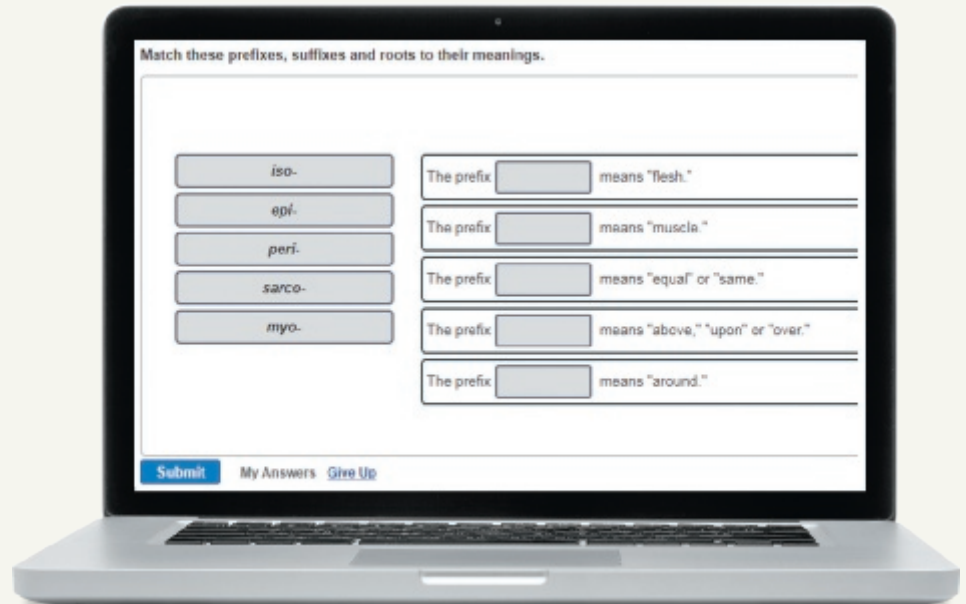 Match these prefixes, suffixes and roots to their meanings.
iso-
epi-
peri-
sarco-
myo-
The prefix means "flesh."
The prefix means "muscle."
The prefix means "equal" or "same."
The prefix means "above," "upon" or "over."
The prefix means "around."
Submit My Answers Give Up